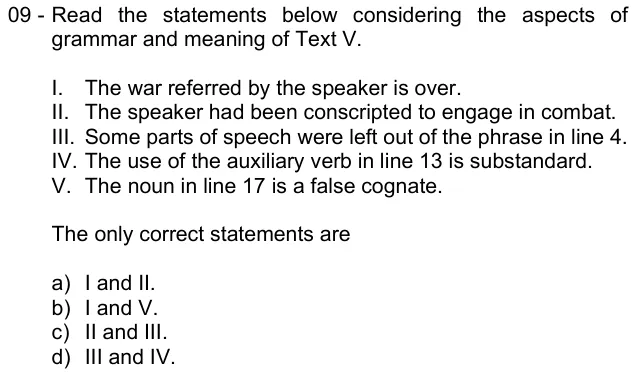 09 - Read the statements below considering the aspects of
grammar and meaning of Text V.
I. The war referred by the speaker is over.
II. The speaker had been conscripted to engage in combat.
III. Some parts of speech were left out of the phrase in line 4.
IV. The use of the auxiliary verb in line 13 is substandard.
V. The noun in line 17 is a false cognate.
The only correct statements are
a) I and II.
b) I and V.
c) II and III.
d) III and IV.